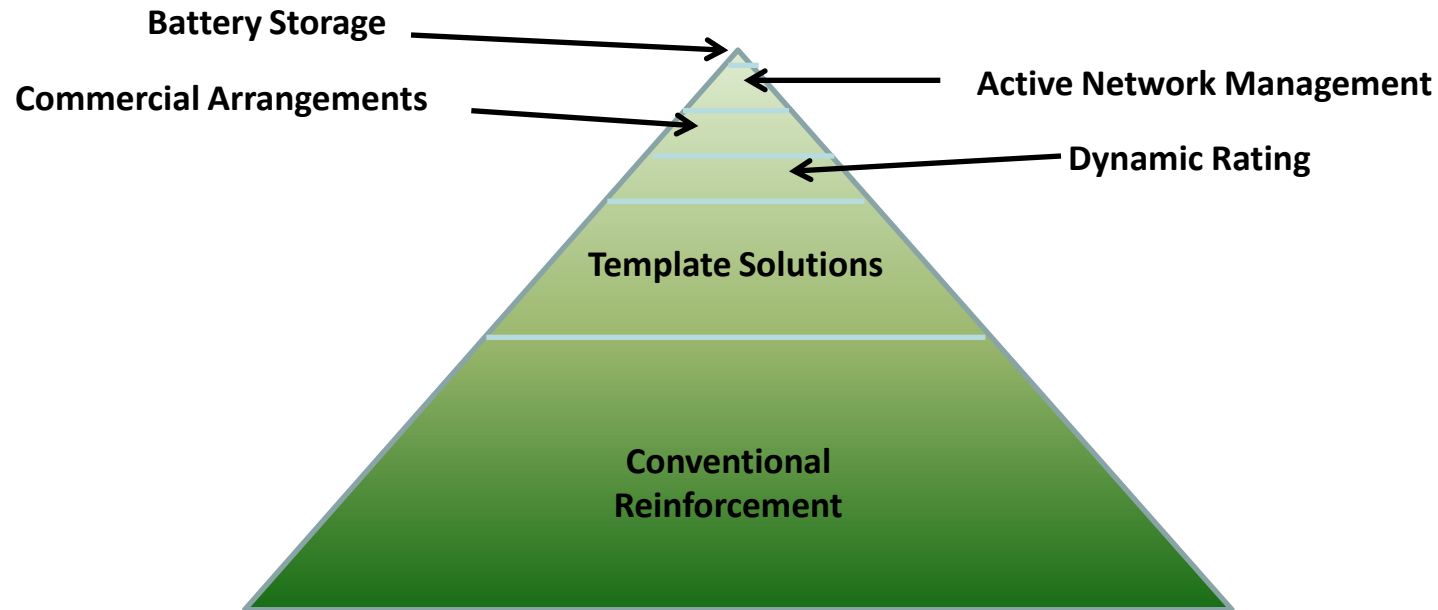 Battery Storage
Active Network Management
Commercial Arrangements
Dynamic Rating
Template Solutions
Conventional
Reinforcement